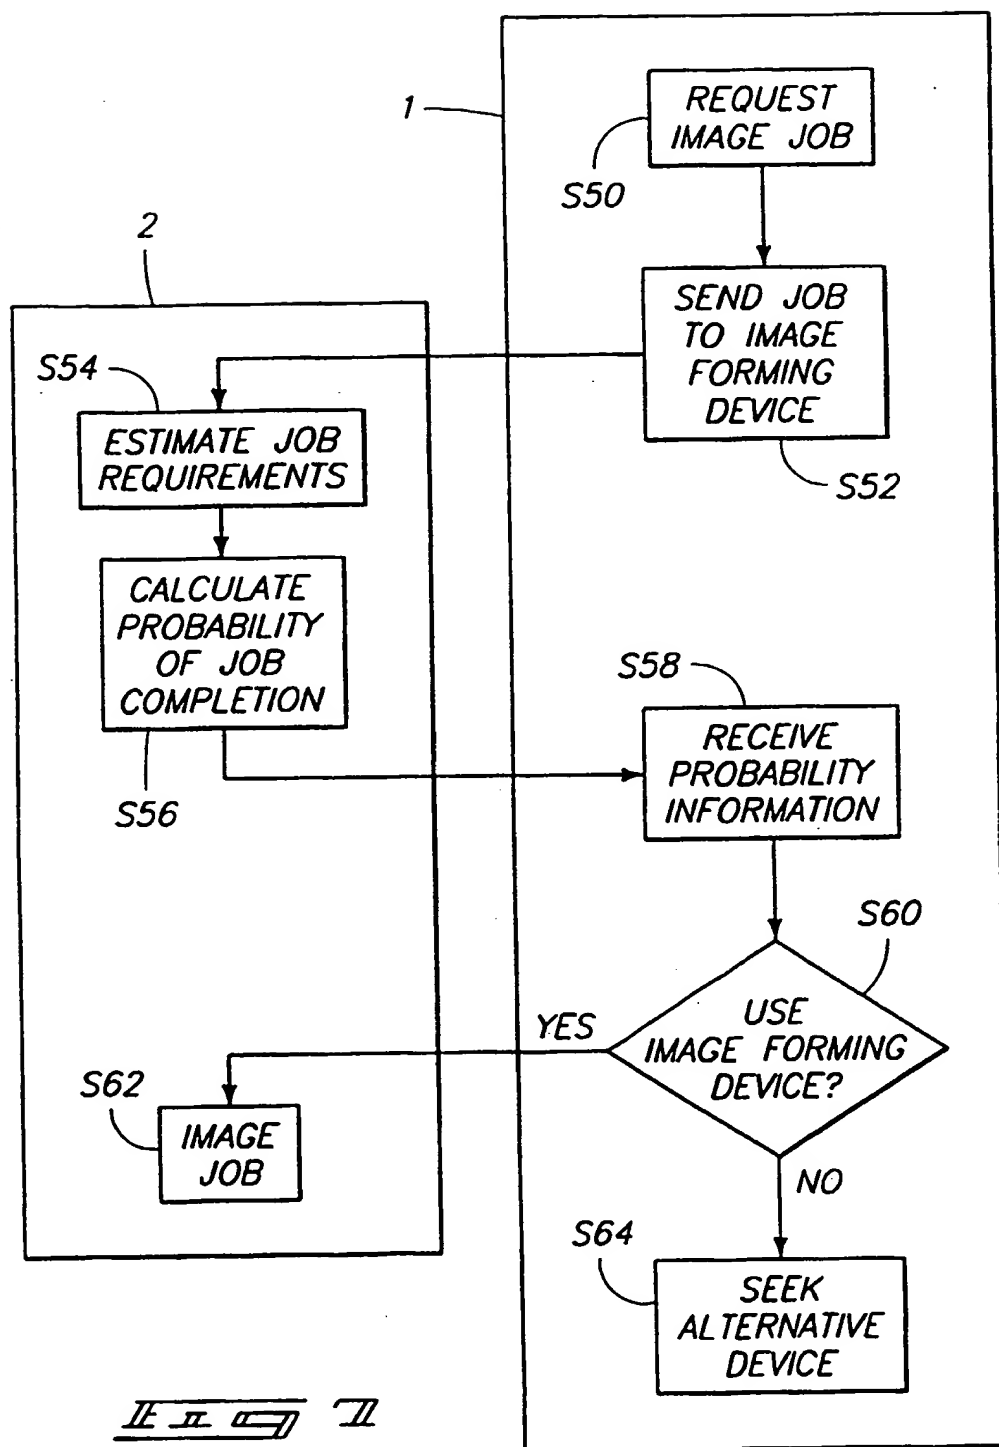 1
REQUEST
IMAGE JOB
S50
2
SEND JOB
TO IMAGE
FORMING
DEVICE
S52
S54
ESTIMATE JOB
REQUIREMENTS
CALCULATE
PROBABILITY
OF JOB
COMPLETION
S56
S58
RECEIVE
PROBABILITY
INFORMATION
S60
USE
IMAGE FORMING
DEVICE?
YES
S62
IMAGE
JOB
NO
S64
SEEK
ALTERNATIVE
DEVICE
FIG 7